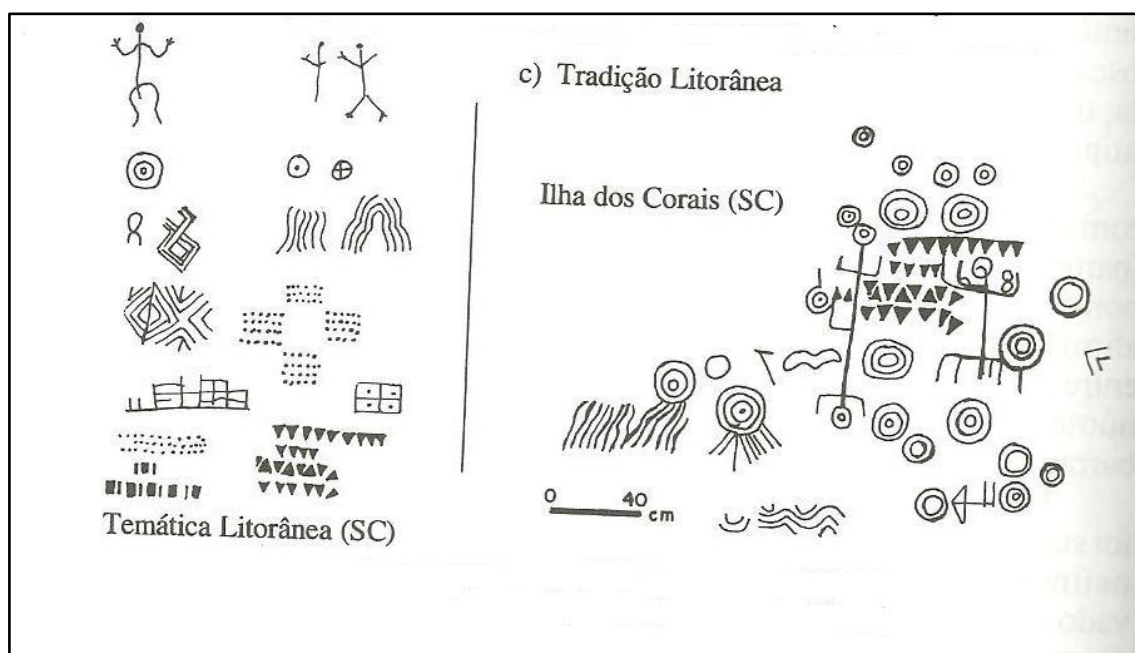 c) Tradição Litorânea
Ilha dos Corais (SC)
0 40
cm
Temática Litorânea (SC)